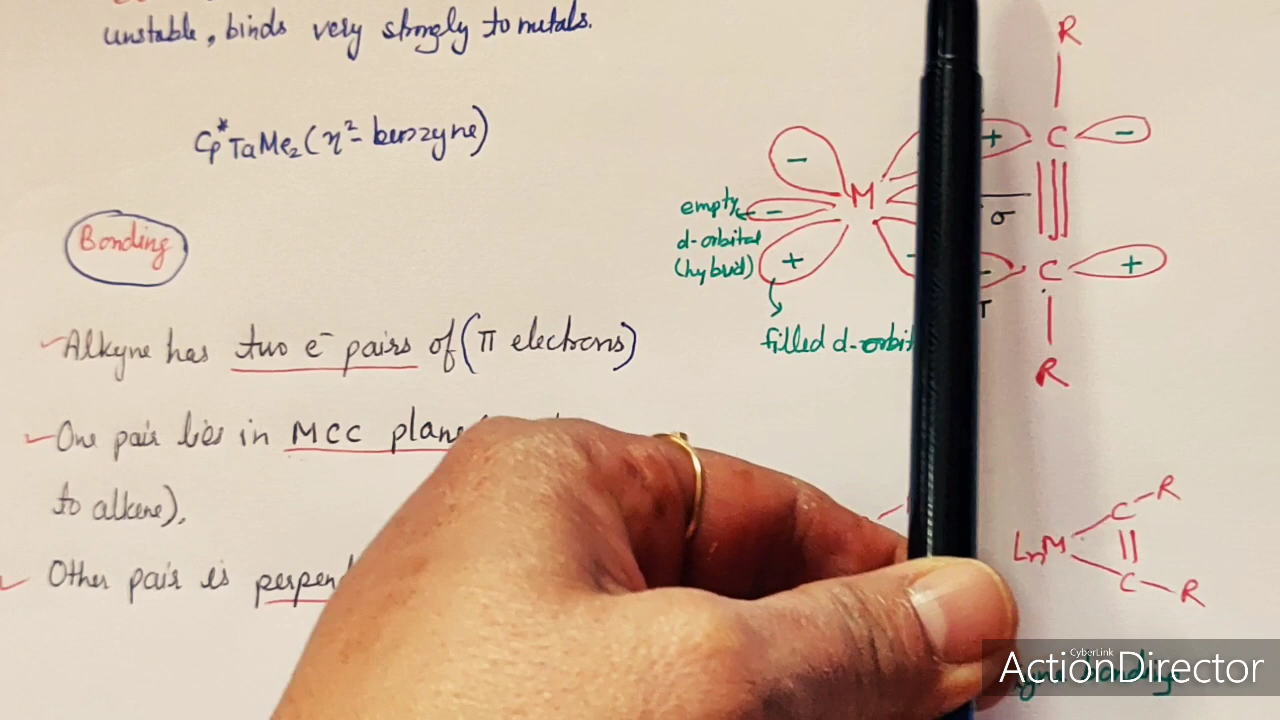 unstable, binds very strongly to metals.
Cp*TaMe₂(η²-benzyne)
Bonding
Alkyne has two e⁻ pairs of (π electrons)
One pair lies in MCC plane
to alkene),
Other pair is
R
- M + C -
empty - σ
d-orbital
(hybrid) + - - C +
filled d-orbit
R
C-R
LnM
C-R
CyberLink
ActionDirector